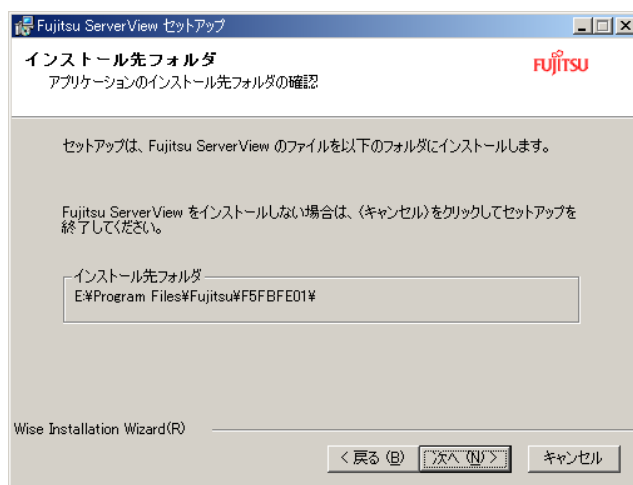 Fujitsu ServerView セットアップ
インストール先フォルダ
アプリケーションのインストール先フォルダの確認
FUJITSU
セットアップは、Fujitsu ServerView のファイルを以下のフォルダにインストールします。
Fujitsu ServerView をインストールしない場合は、〈キャンセル〉をクリックしてセットアップを
終了してください。
インストール先フォルダ
E:¥Program Files¥Fujitsu¥F5FBFE01¥
Wise Installation Wizard(R)
< 戻る (B) 次へ (N) > キャンセル